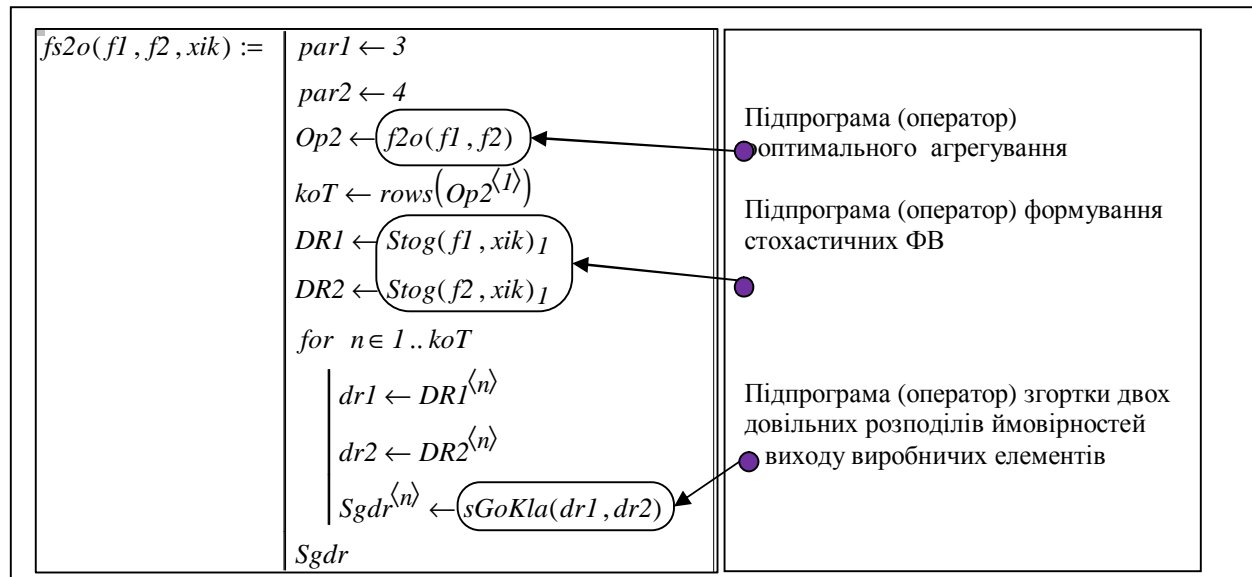 fs2o(f1 , f2 , xik) :=
par1 ← 3
par2 ← 4
Op2 ← f2o(f1 , f2)
koT ← rows(Op2⟨1⟩)
DR1 ← Stog(f1 , xik)1
DR2 ← Stog(f2 , xik)1
for n ∈ 1 .. koT
dr1 ← DR1⟨n⟩
dr2 ← DR2⟨n⟩
Sgdr⟨n⟩ ← sGoKla(dr1 , dr2)
Sgdr
Підпрограма (оператор)
оптимального агрегування
Підпрограма (оператор) формування
стохастичних ФВ
Підпрограма (оператор) згортки двох
довільних розподілів ймовірностей
виходу виробничих елементів